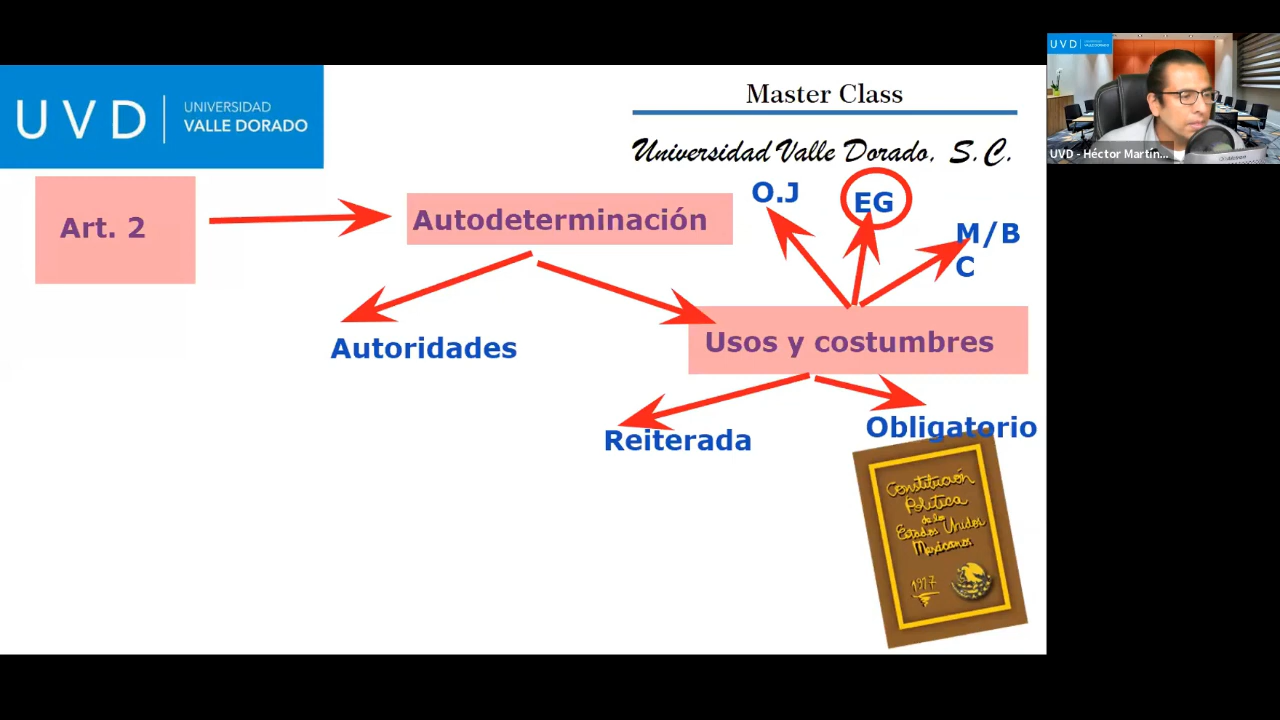 UVD
UNIVERSIDAD
VALLE DORADO
Master Class
Universidad Valle Dorado, S.C.
UVD
UVD - Héctor Martín...
Art. 2
Autodeterminación
O.J
EG
M/B
C
Autoridades
Usos y costumbres
Reiterada
Obligatorio
Constitución
Política
de los
Estados Unidos
Mexicanos
1917